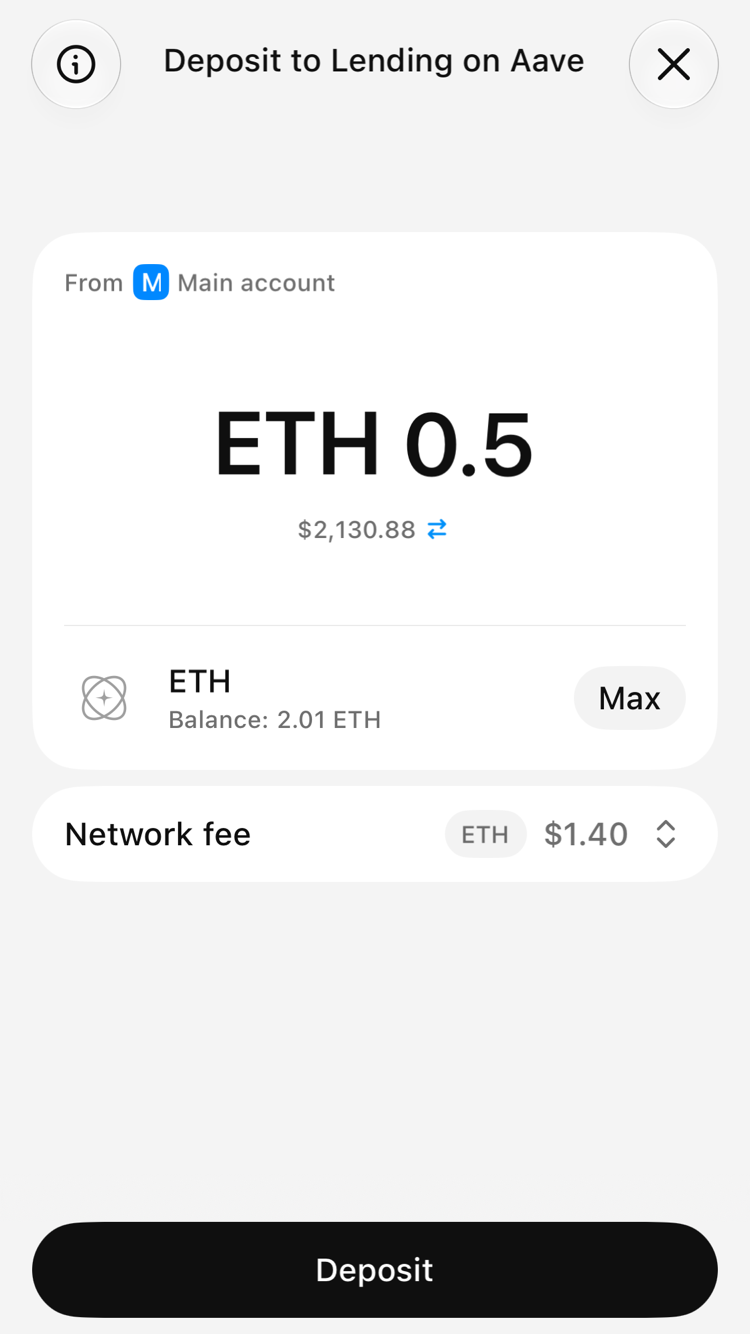 Deposit to Lending on Aave
From M Main account
ETH 0.5
$2,130.88
ETH
Balance: 2.01 ETH
Max
Network fee ETH $1.40
Deposit